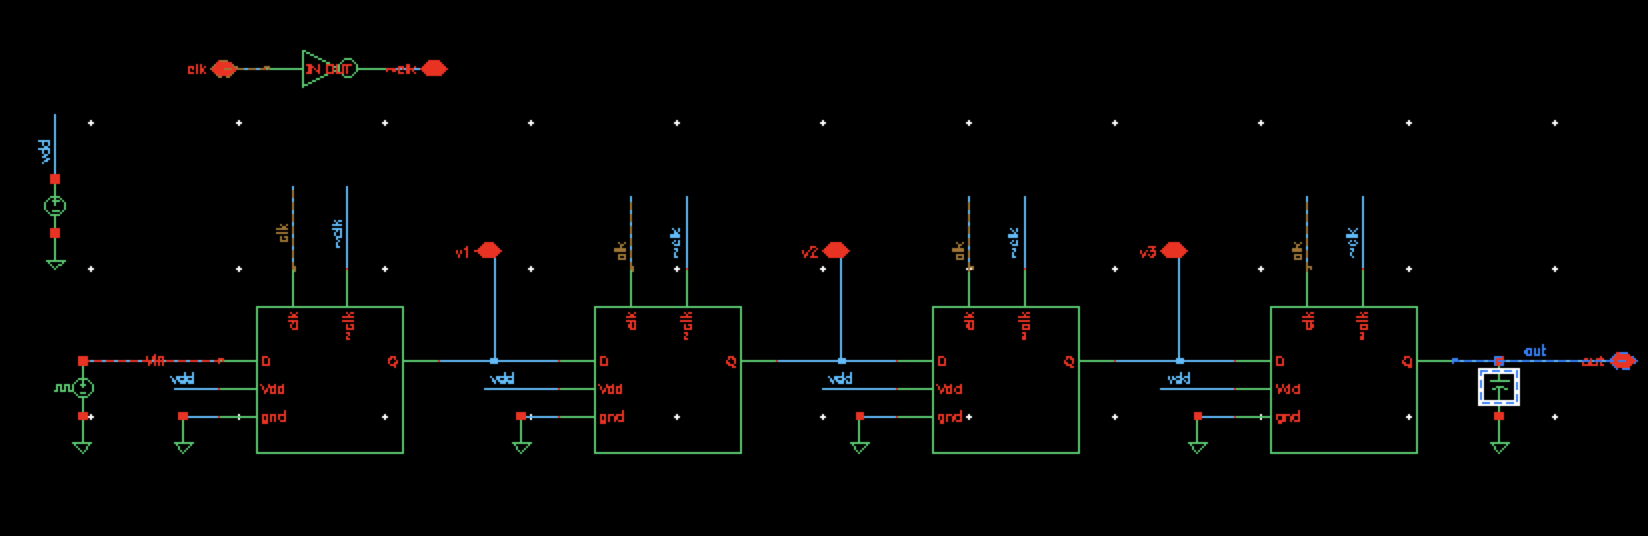 clk IN OUT ~clk
vdd
clk ~clk clk ~clk clk ~clk clk ~clk
v1 v2 v3
clk ~clk clk ~clk clk ~clk clk ~clk
out
vin D Q D Q D Q D Q out
vdd Vdd vdd Vdd vdd Vdd vdd Vdd
gnd gnd gnd gnd